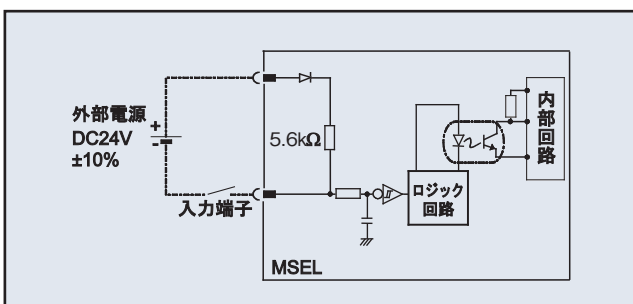 外部電源
DC24V
±10%
+
-
5.6kΩ
入力端子
ロジック
回路
内部回路
MSEL